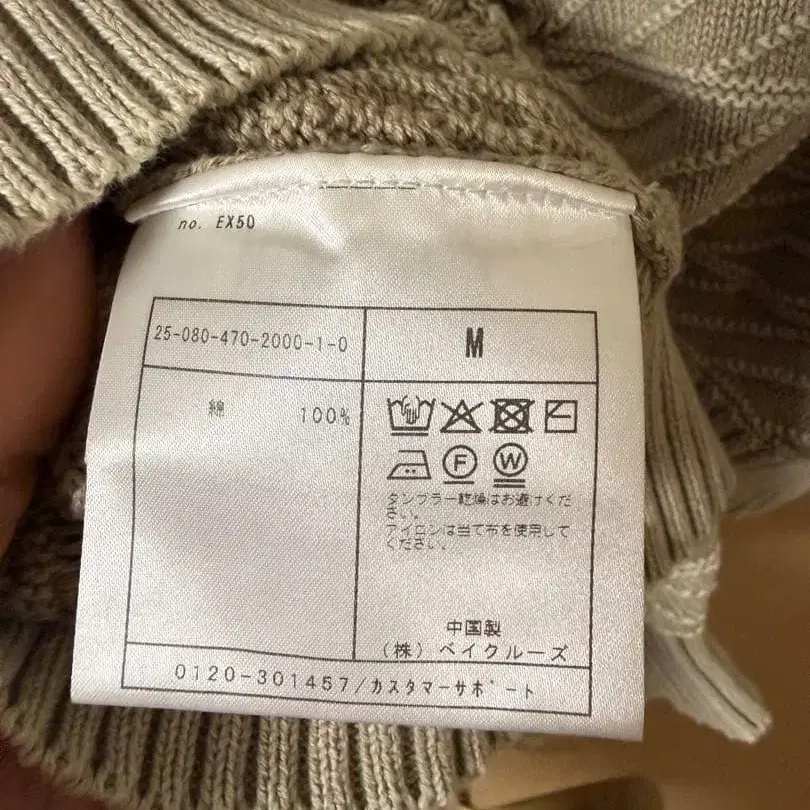 no. EX50
25-080-470-2000-1-0
M
綿 100%
F W
タンブラー乾燥はお避けくだ
さい。
アイロンは当て布を使用して
ください。
中国製
(株) ベイクルーズ
0120-301457/カスタマーサポート